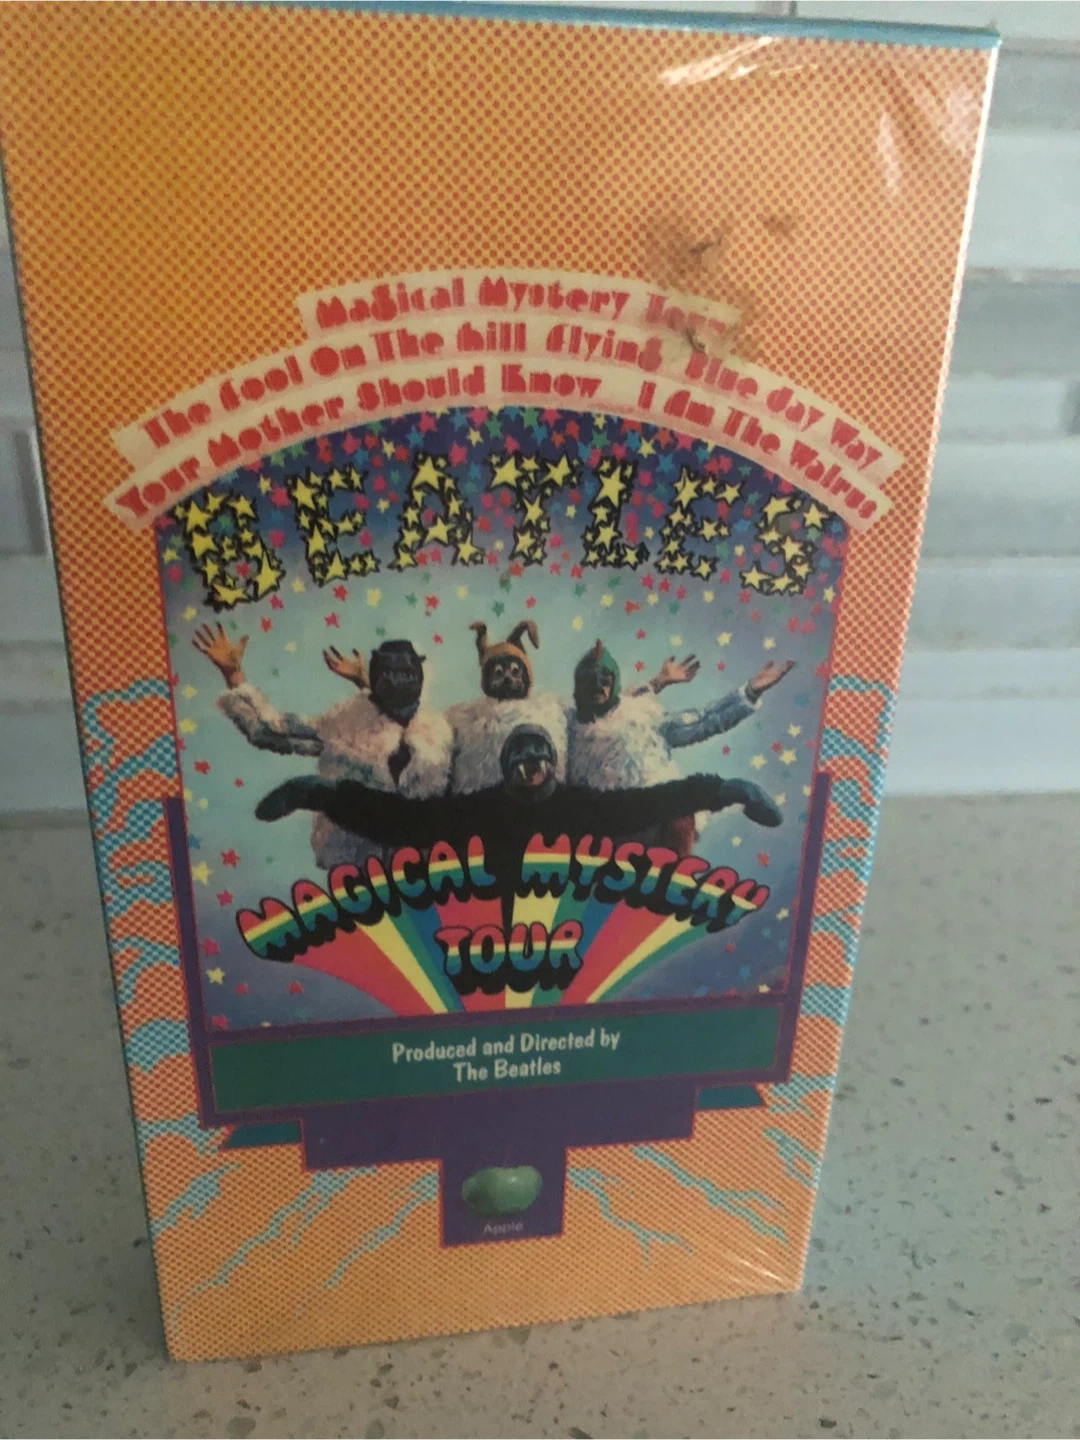 Magical Mystery Tour
The Fool On The Hill Flying Blue Jay Way
Your Mother Should Know I Am The Walrus
BEATLES
MAGICAL MYSTERY
TOUR
Produced and Directed by
The Beatles
Apple